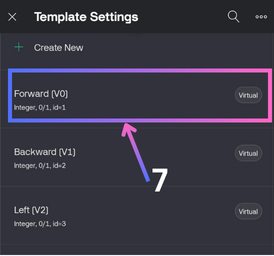 Template Settings
Create New
Forward (V0)
Virtual
Integer, 0/1, id=1
Backward (V1)
Virtual
Integer, 0/1, id=2
7
Left (V2)
Virtual
Integer, 0/1, id=3